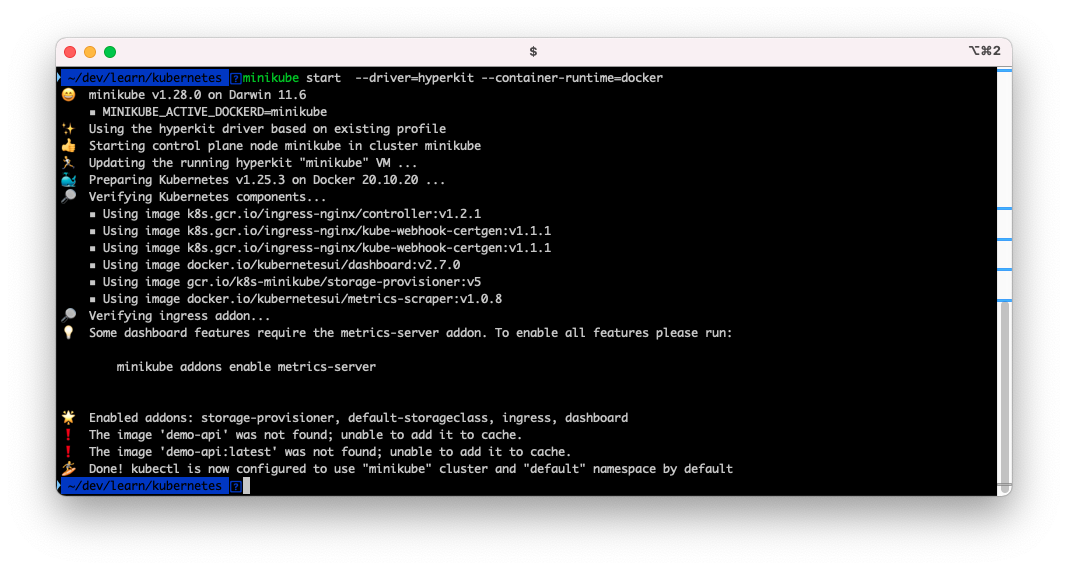 $
⌥⌘2
~/dev/learn/kubernetes minikube start  --driver=hyperkit --container-runtime=docker
😄  minikube v1.28.0 on Darwin 11.6
▪ MINIKUBE_ACTIVE_DOCKERD=minikube
✨  Using the hyperkit driver based on existing profile
👍  Starting control plane node minikube in cluster minikube
🏃  Updating the running hyperkit "minikube" VM ...
🐳  Preparing Kubernetes v1.25.3 on Docker 20.10.20 ...
🔎  Verifying Kubernetes components...
▪ Using image k8s.gcr.io/ingress-nginx/controller:v1.2.1
▪ Using image k8s.gcr.io/ingress-nginx/kube-webhook-certgen:v1.1.1
▪ Using image k8s.gcr.io/ingress-nginx/kube-webhook-certgen:v1.1.1
▪ Using image docker.io/kubernetesui/dashboard:v2.7.0
▪ Using image gcr.io/k8s-minikube/storage-provisioner:v5
▪ Using image docker.io/kubernetesui/metrics-scraper:v1.0.8
🔎  Verifying ingress addon...
💡  Some dashboard features require the metrics-server addon. To enable all features please run:
minikube addons enable metrics-server
🌟  Enabled addons: storage-provisioner, default-storageclass, ingress, dashboard
❗  The image 'demo-api' was not found; unable to add it to cache.
❗  The image 'demo-api:latest' was not found; unable to add it to cache.
🏄  Done! kubectl is now configured to use "minikube" cluster and "default" namespace by default
~/dev/learn/kubernetes